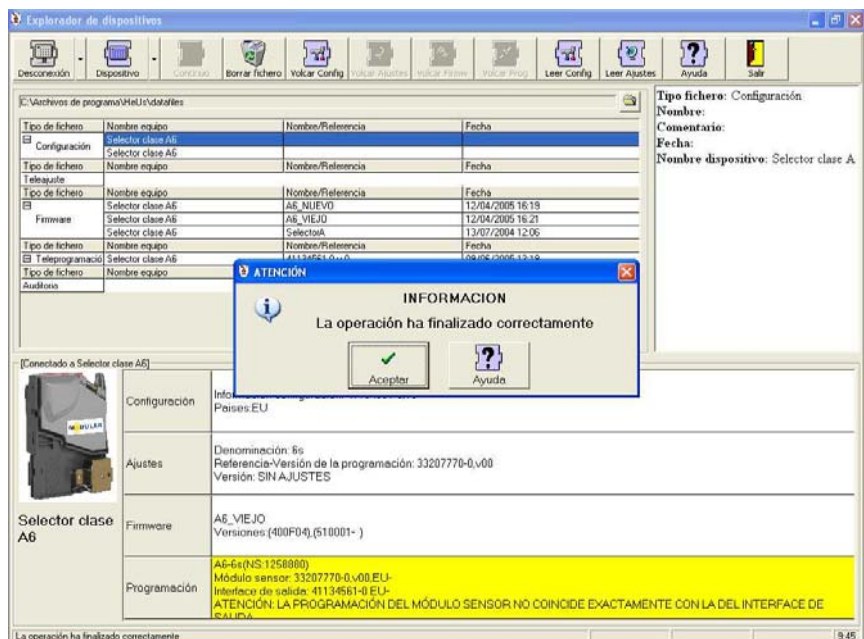 Explorador de dispositivos
Desconexión Dispositivo Continuo Borrar fichero Volcar Config Volcar Ajustes Volcar Firmw Volcar Prog Leer Config Leer Ajustes Ayuda Salir
C:\Archivos de programa\HeUs\datafiles
Tipo de fichero Nombre equipo Nombre/Referencia Fecha
Configuración Selector clase A6
Selector clase A6
Tipo de fichero Nombre equipo Nombre/Referencia Fecha
Teleajuste
Tipo de fichero Nombre equipo Nombre/Referencia Fecha
Selector clase A6 A6_NUEVO 12/04/2005 16:19
Firmware Selector clase A6 A6_VIEJO 12/04/2005 16:21
Selector clase A6 SelectorA 13/07/2004 12:06
Tipo de fichero Nombre equipo Nombre/Referencia Fecha
Teleprogramació Selector clase A6
Tipo de fichero Nombre equipo
Auditoria
Tipo fichero: Configuración
Nombre:
Comentario:
Fecha:
Nombre dispositivo: Selector clase A
ATENCIÓN
INFORMACION
La operación ha finalizado correctamente
Aceptar Ayuda
[Conectado a Selector clase A6]
MODULAR
Selector clase
A6
Configuración
Paises:EU
Ajustes
Denominación: 6s
Referencia-Versión de la programación: 33207770-0,v00
Versión: SIN AJUSTES
Firmware
A6_VIEJO
Versiones:(400F04),(510001- )
Programación
A6-6s(NS:1258880)
Módulo sensor: 33207770-0,v00,EU-
Interface de salida: 41134561-0 EU-
ATENCIÓN: LA PROGRAMACIÓN DEL MÓDULO SENSOR NO COINCIDE EXACTAMENTE CON LA DEL INTERFACE DE
SALIDA
La operación ha finalizado correctamente 9:45